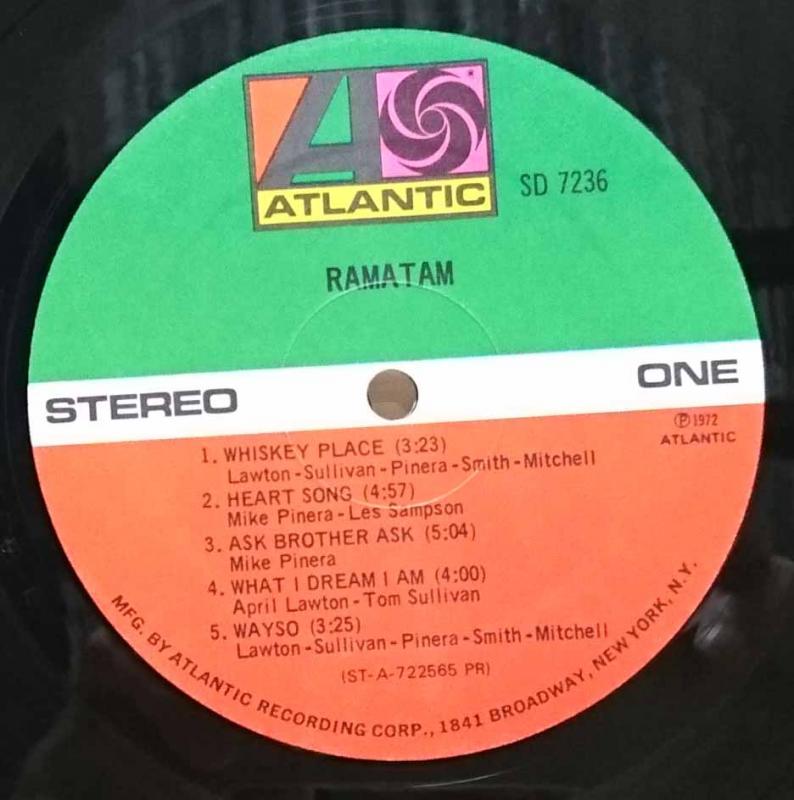 ATLANTIC
SD 7236
RAMATAM
STEREO
ONE
℗1972
ATLANTIC
1. WHISKEY PLACE (3:23)
Lawton-Sullivan-Pinera-Smith-Mitchell
2. HEART SONG (4:57)
Mike Pinera-Les Sampson
3. ASK BROTHER ASK (5:04)
Mike Pinera
4. WHAT I DREAM I AM (4:00)
April Lawton-Tom Sullivan
5. WAYSO (3:25)
Lawton-Sullivan-Pinera-Smith-Mitchell
(ST-A-722565 PR)
MFG. BY ATLANTIC RECORDING CORP., 1841 BROADWAY, NEW YORK, N.Y.